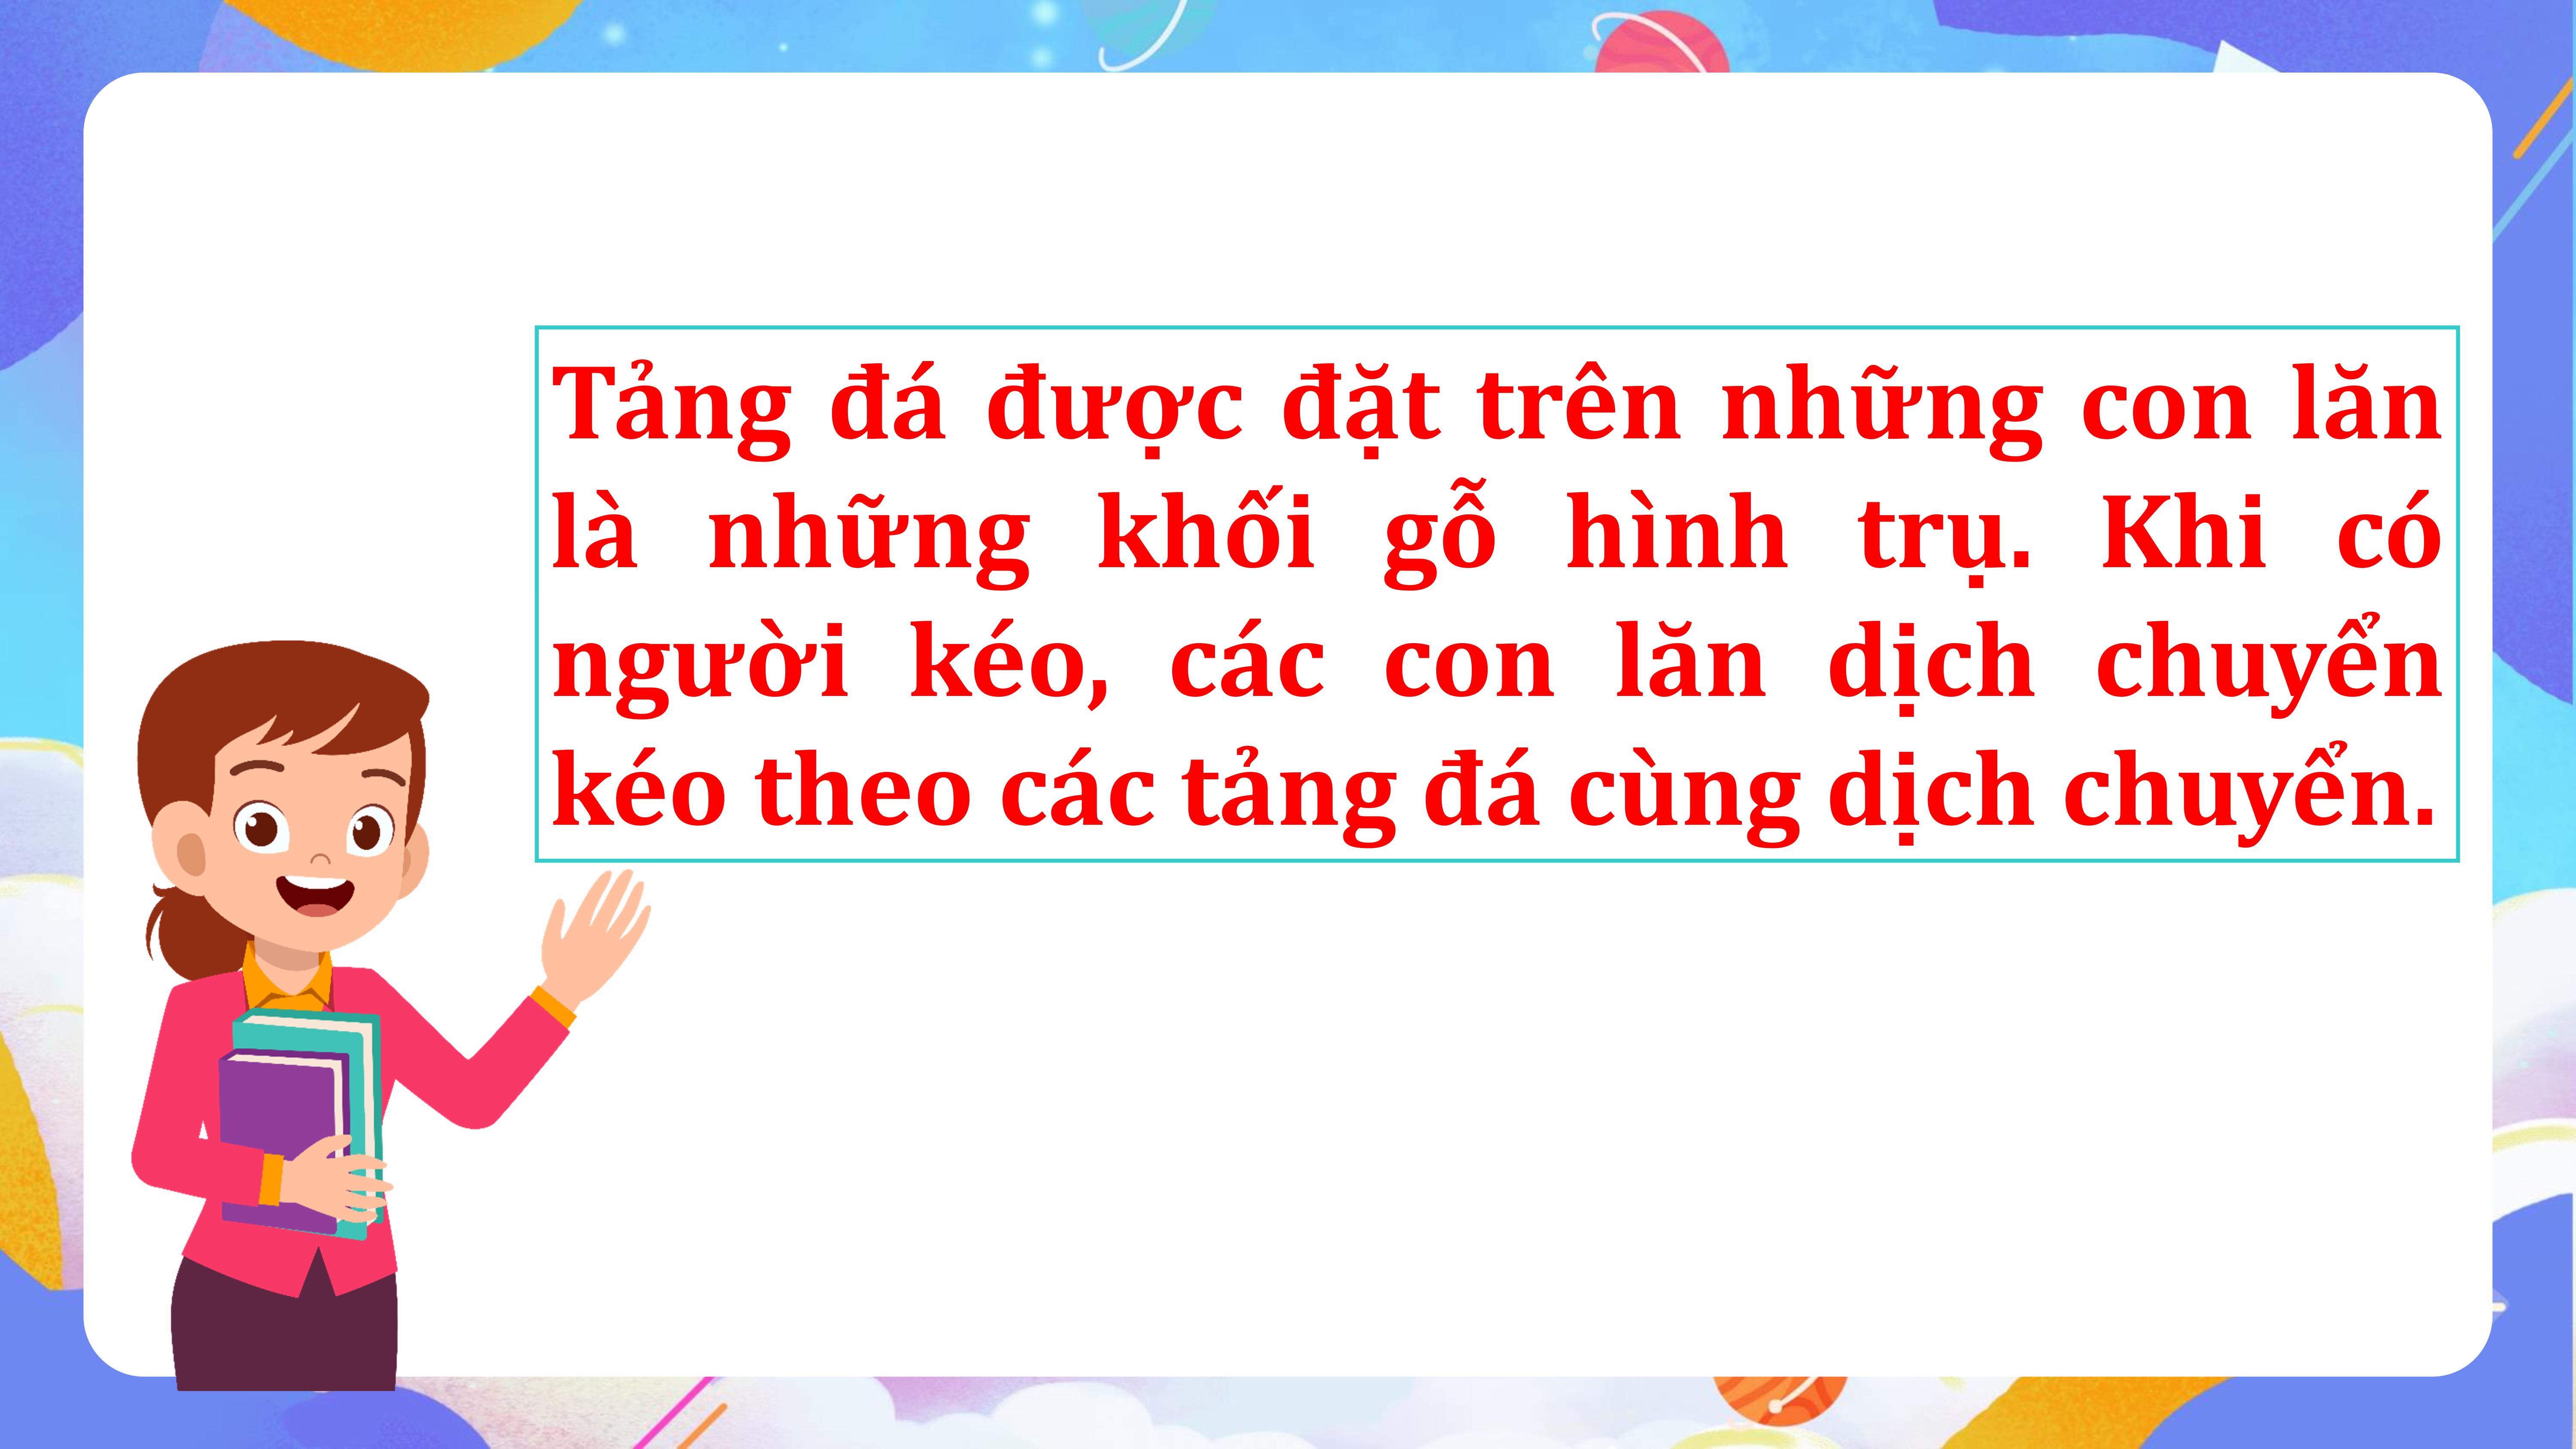 Tảng đá được đặt trên những con lăn
là những khối gỗ hình trụ. Khi có
người kéo, các con lăn dịch chuyển
kéo theo các tảng đá cùng dịch chuyển.